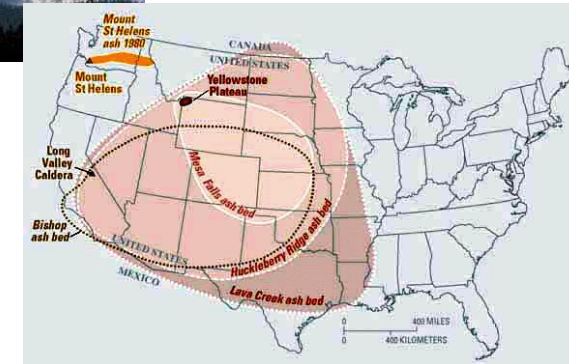 Mount
St Helens
ash 1980
CANADA
UNITED STATES
Mount
St Helens
Yellowstone
Plateau
Long
Valley
Caldera
Mesa Falls ash bed
Bishop
ash bed
Huckleberry Ridge ash bed
UNITED STATES
MEXICO
Lava Creek ash bed
0 400 MILES
0 400 KILOMETERS